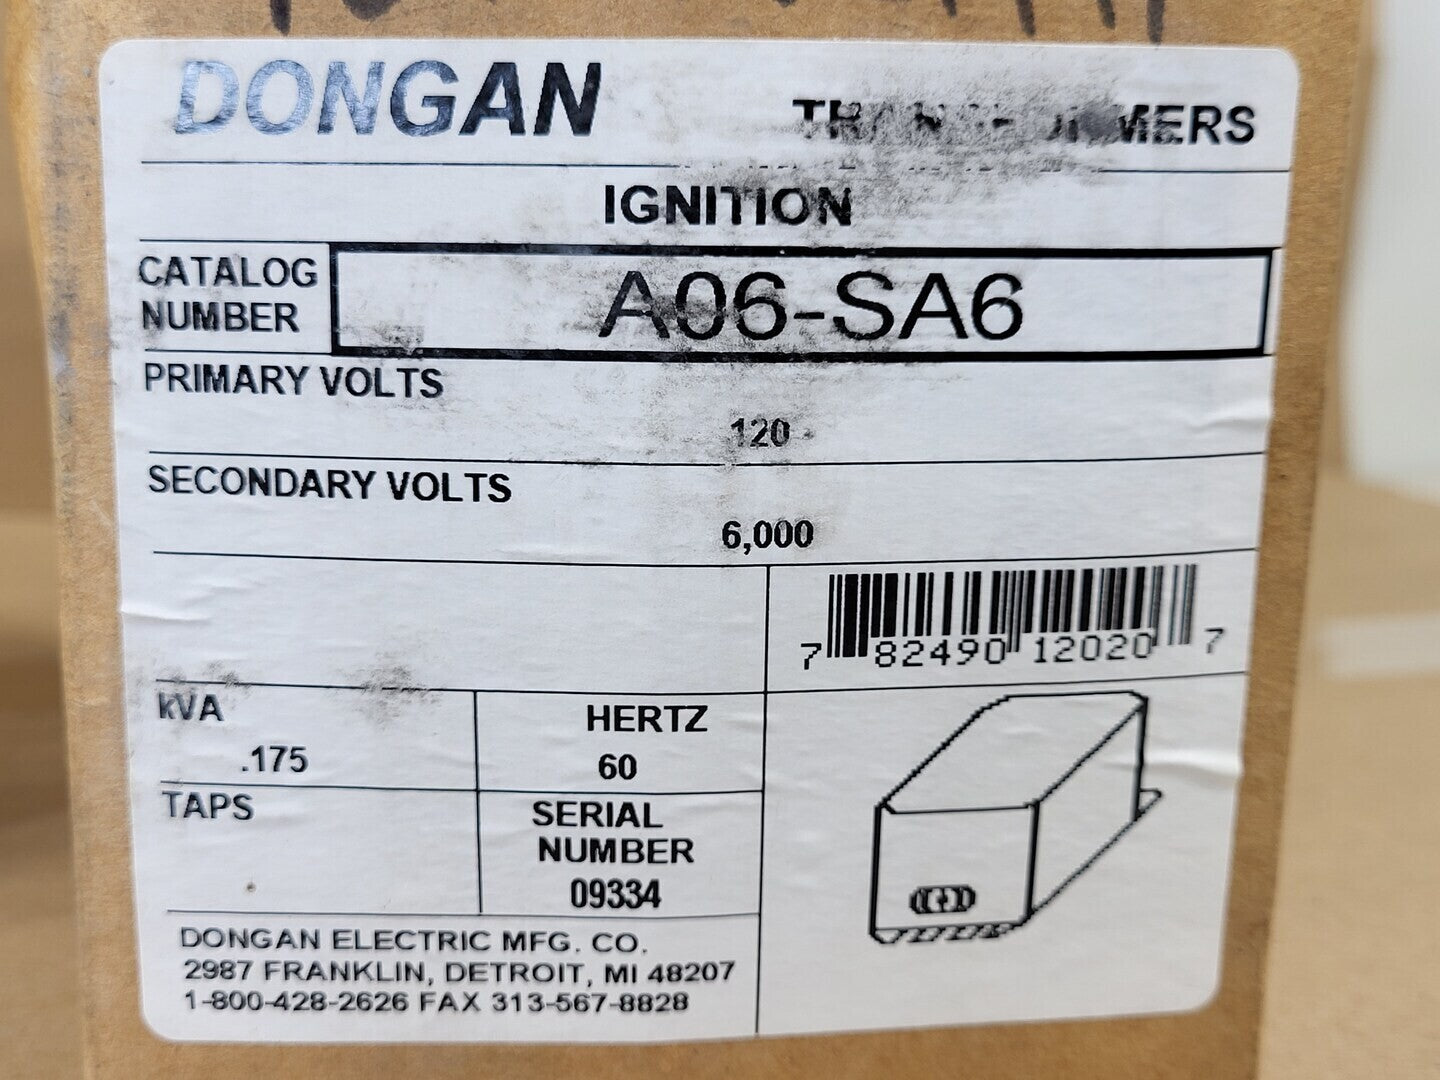 DONGAN
TRANSFORMERS
IGNITION
CATALOG
NUMBER
A06-SA6
PRIMARY VOLTS
120
SECONDARY VOLTS
6,000
7 82490 12020 7
kVA
.175
HERTZ
60
TAPS
SERIAL
NUMBER
09334
DONGAN ELECTRIC MFG. CO.
2987 FRANKLIN, DETROIT, MI 48207
1-800-428-2626 FAX 313-567-8828